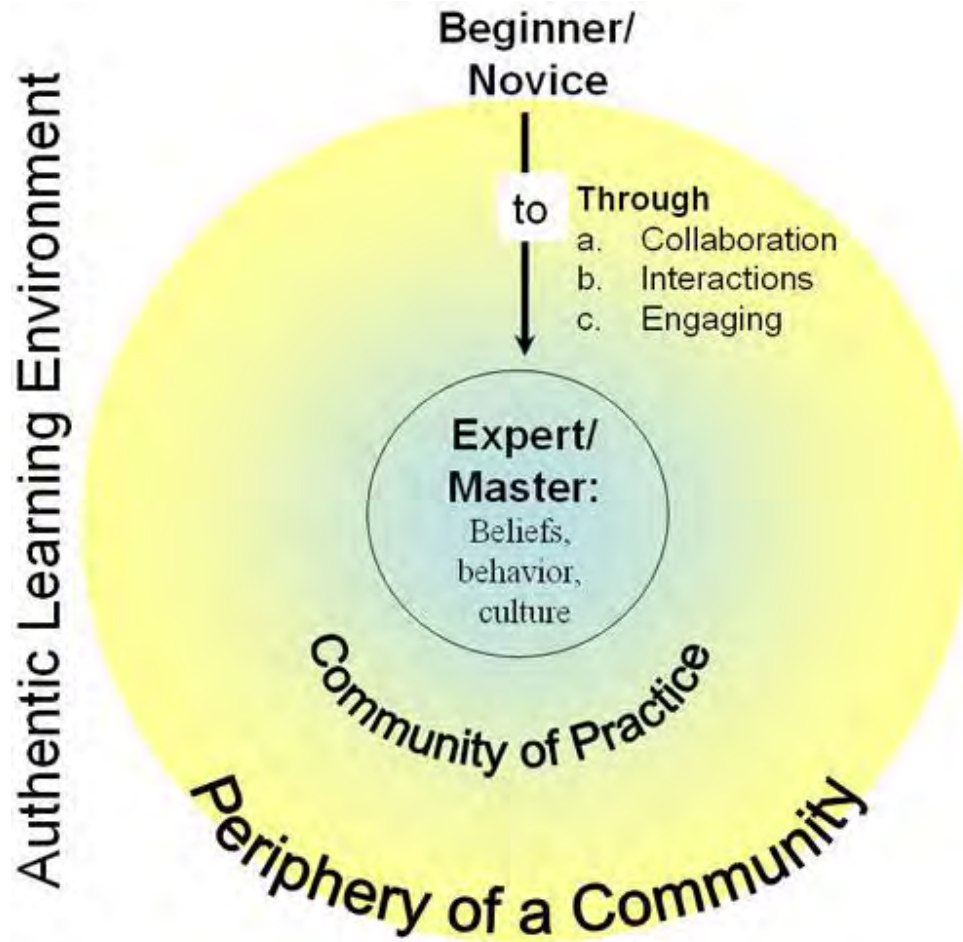 Beginner/
Novice
Authentic Learning Environment
to
Through
a. Collaboration
b. Interactions
c. Engaging
Expert/
Master:
Beliefs,
behavior,
culture
Community of Practice
Periphery of a Community